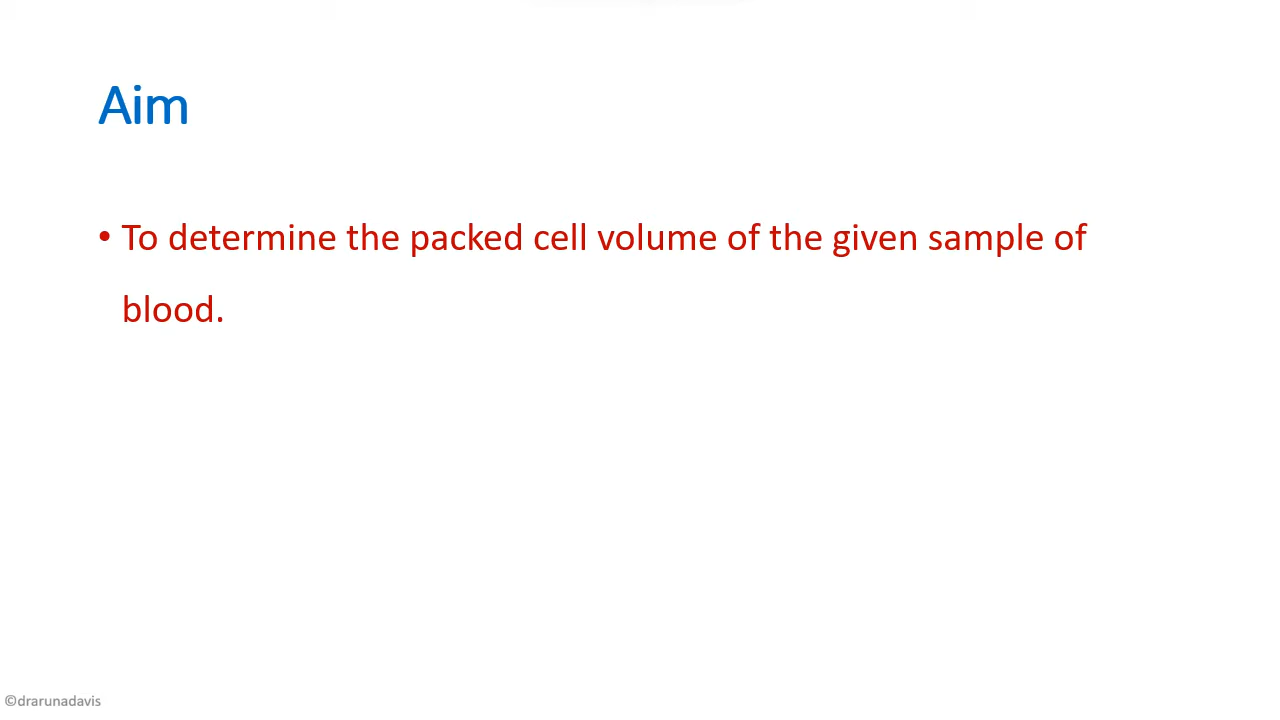 Aim
• To determine the packed cell volume of the given sample of
blood.
©drarunadavis